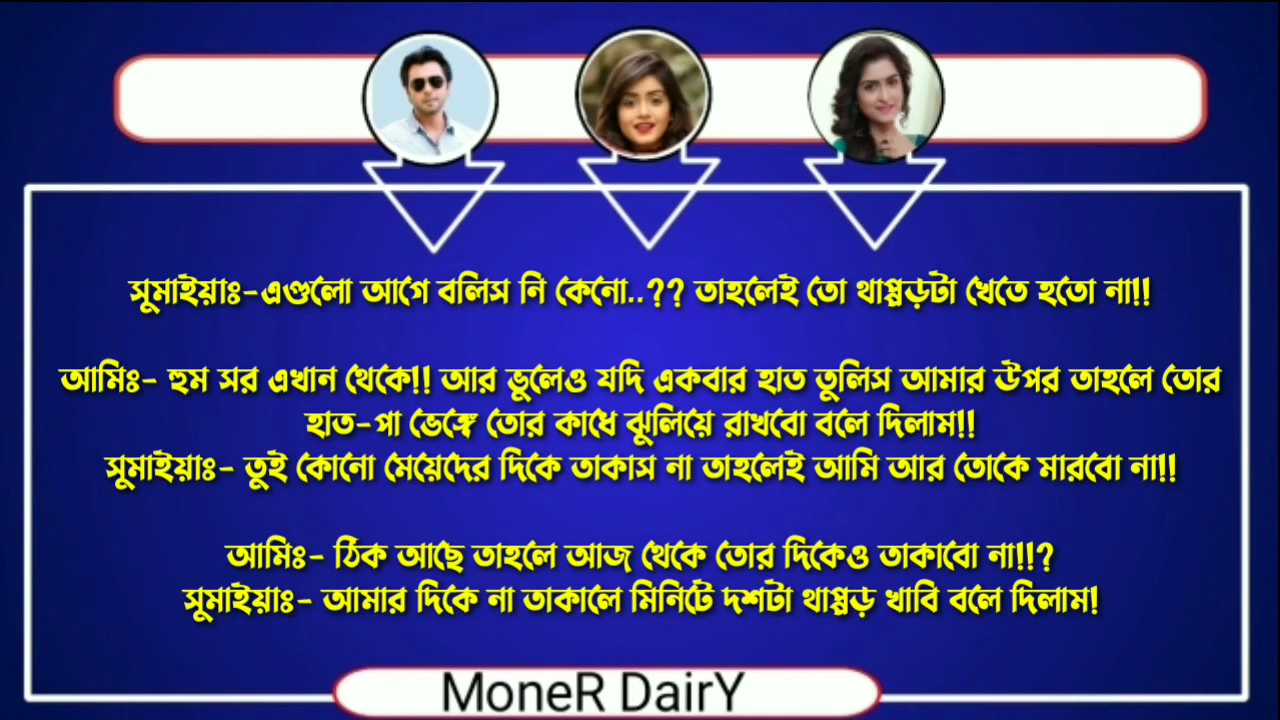 সুমাইয়াঃ-এগুলো আগে বলিস নি কেনো..?? তাহলেই তো থাপ্পড়টা খেতে হতো না!!
আমিঃ- হুম সর এখান থেকে!! আর ভুলেও যদি একবার হাত তুলিস আমার ঊপর তাহলে তোর
হাত-পা ভেঙ্গে তোর কাধে ঝুলিয়ে রাখবো বলে দিলাম!!
সুমাইয়াঃ- তুই কোনো মেয়েদের দিকে তাকাস না তাহলেই আমি আর তোকে মারবো না!!
আমিঃ- ঠিক আছে তাহলে আজ থেকে তোর দিকেও তাকাবো না!!?
সুমাইয়াঃ- আমার দিকে না তাকালে মিনিটে দশটা থাপ্পড় খাবি বলে দিলাম!
MoneR DairY